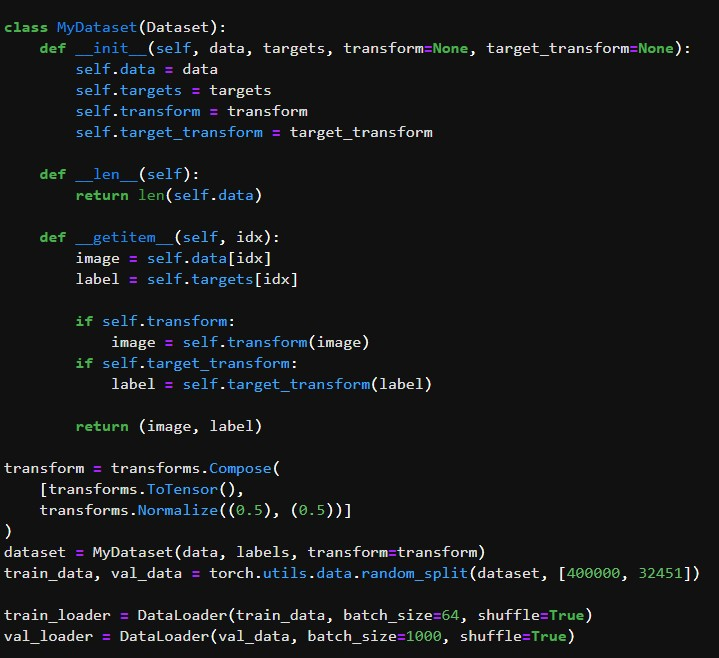 class MyDataset(Dataset):
    def __init__(self, data, targets, transform=None, target_transform=None):
        self.data = data
        self.targets = targets
        self.transform = transform
        self.target_transform = target_transform

    def __len__(self):
        return len(self.data)

    def __getitem__(self, idx):
        image = self.data[idx]
        label = self.targets[idx]

        if self.transform:
            image = self.transform(image)
        if self.target_transform:
            label = self.target_transform(label)

        return (image, label)

transform = transforms.Compose(
    [transforms.ToTensor(),
    transforms.Normalize((0.5), (0.5))]
)
dataset = MyDataset(data, labels, transform=transform)
train_data, val_data = torch.utils.data.random_split(dataset, [400000, 32451])

train_loader = DataLoader(train_data, batch_size=64, shuffle=True)
val_loader = DataLoader(val_data, batch_size=1000, shuffle=True)